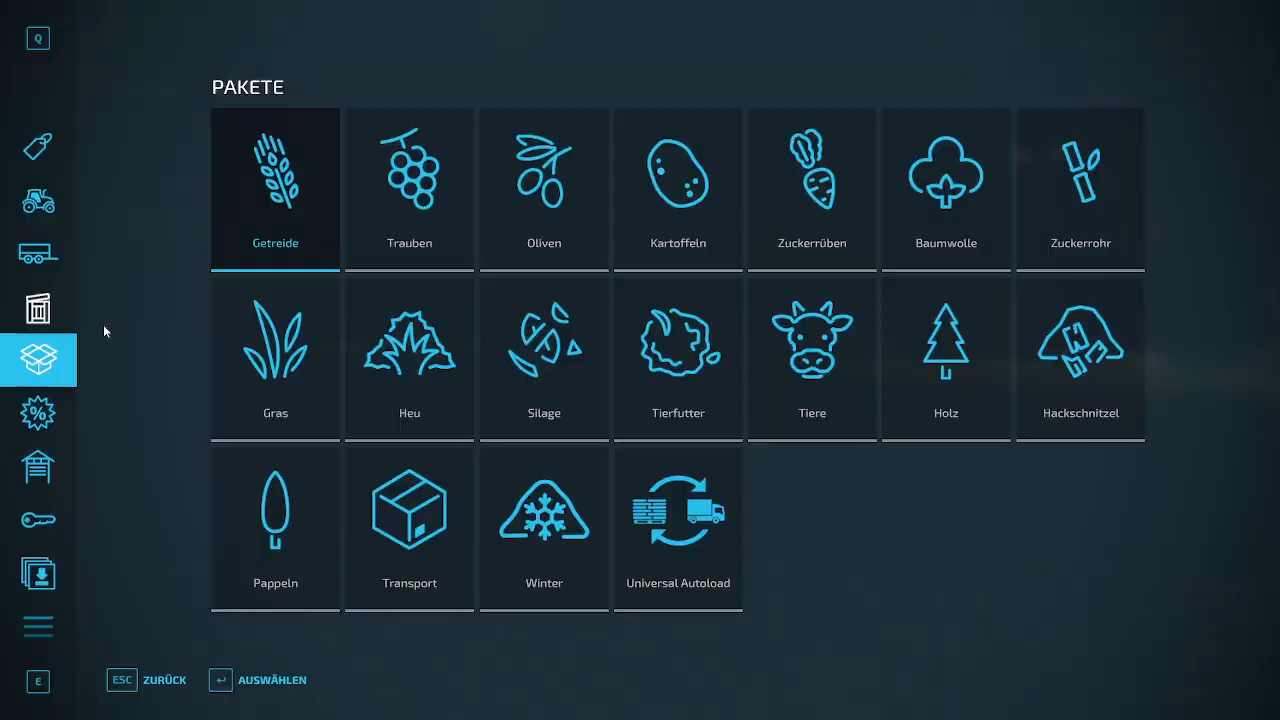 Q
PAKETE
Getreide
Trauben
Oliven
Kartoffeln
Zuckerrüben
Baumwolle
Zuckerrohr
%
Gras
Heu
Silage
Tierfutter
Tiere
Holz
Hackschnitzel
Pappeln
Transport
Winter
Universal Autoload
E
ESC ZURÜCK ↵ AUSWÄHLEN